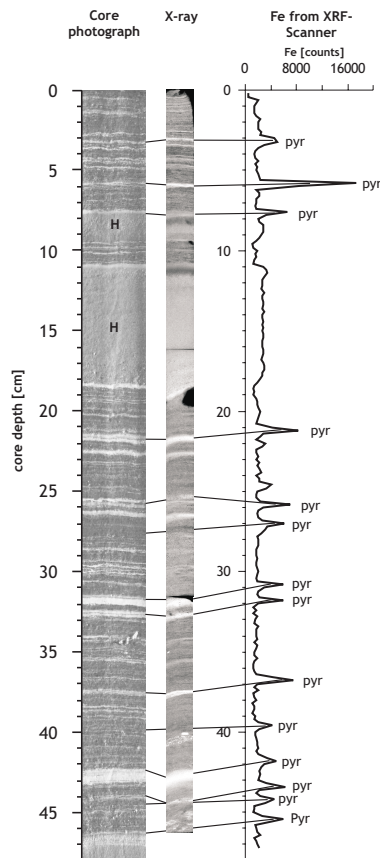 Core
photograph
X-ray
Fe from XRF-
Scanner
Fe [counts]
0
8000
16000
core depth [cm]
0
5
10
15
20
25
30
35
40
45
H
H
0
10
20
30
40
pyr
pyr
pyr
pyr
pyr
pyr
pyr
pyr
pyr
pyr
pyr
pyr
pyr
Pyr